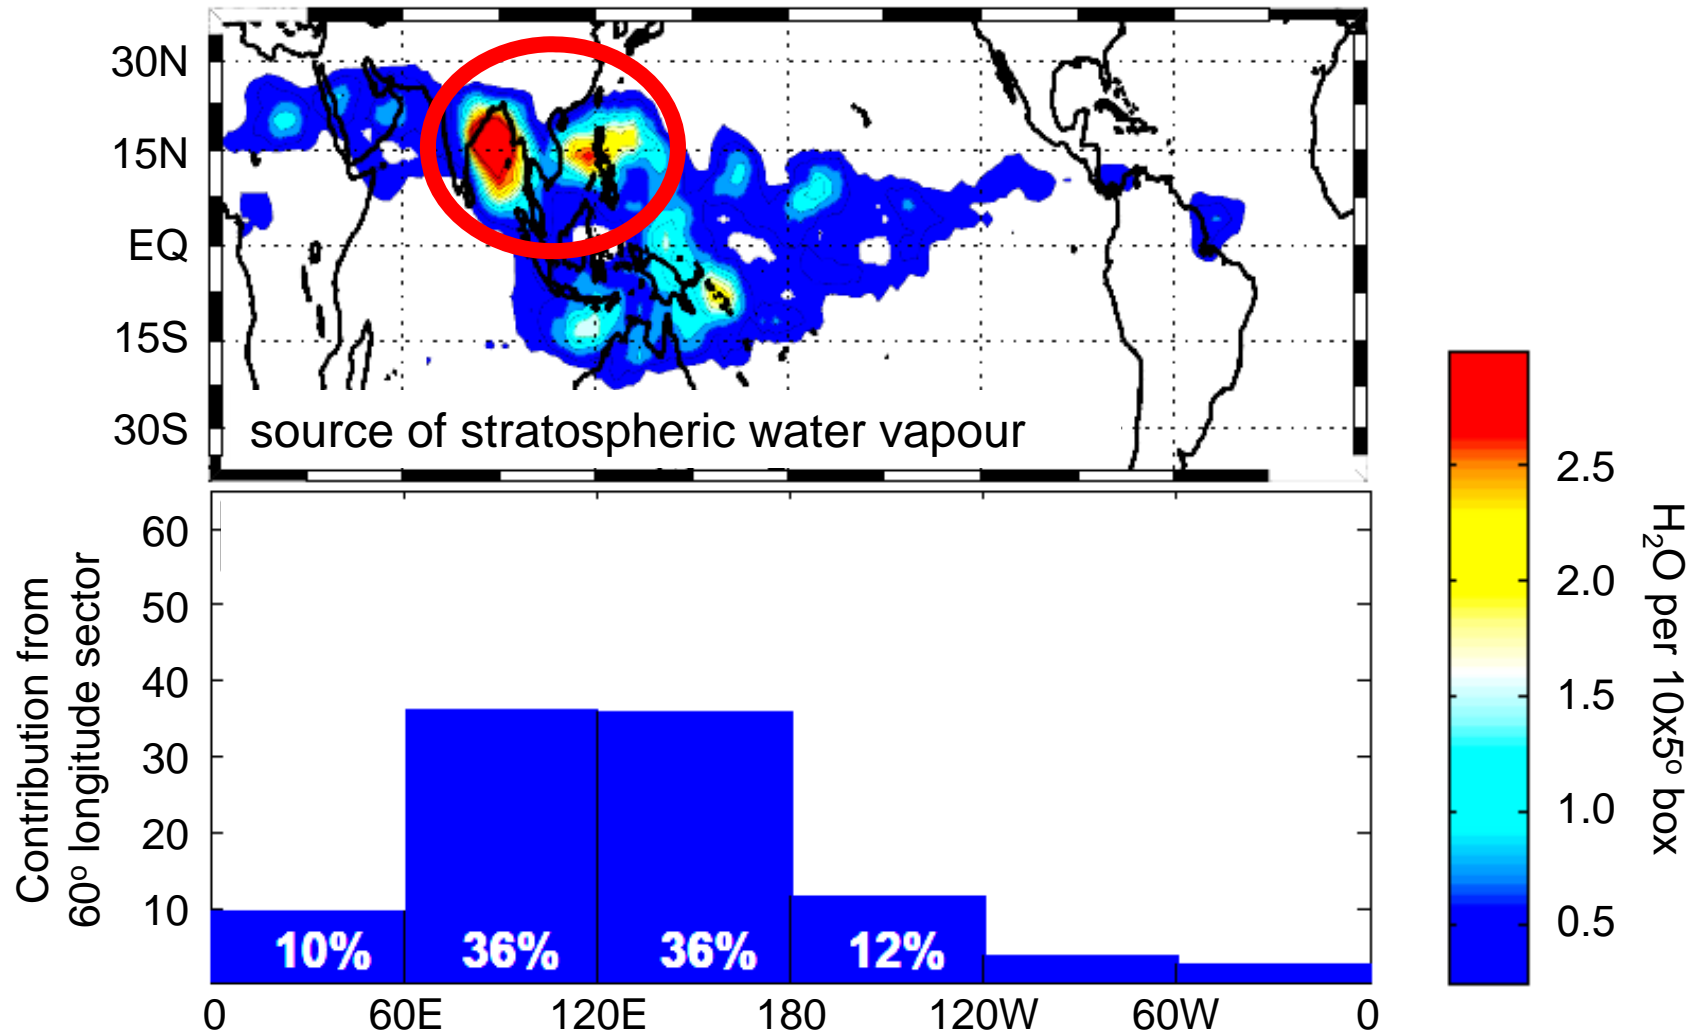 30N
15N
EQ
15S
30S
source of stratospheric water vapour
60
50
40
30
20
10
Contribution from
60º longitude sector
10%
36%
36%
12%
0
60E
120E
180
120W
60W
0
2.5
2.0
1.5
1.0
0.5
H₂O per 10x5º box